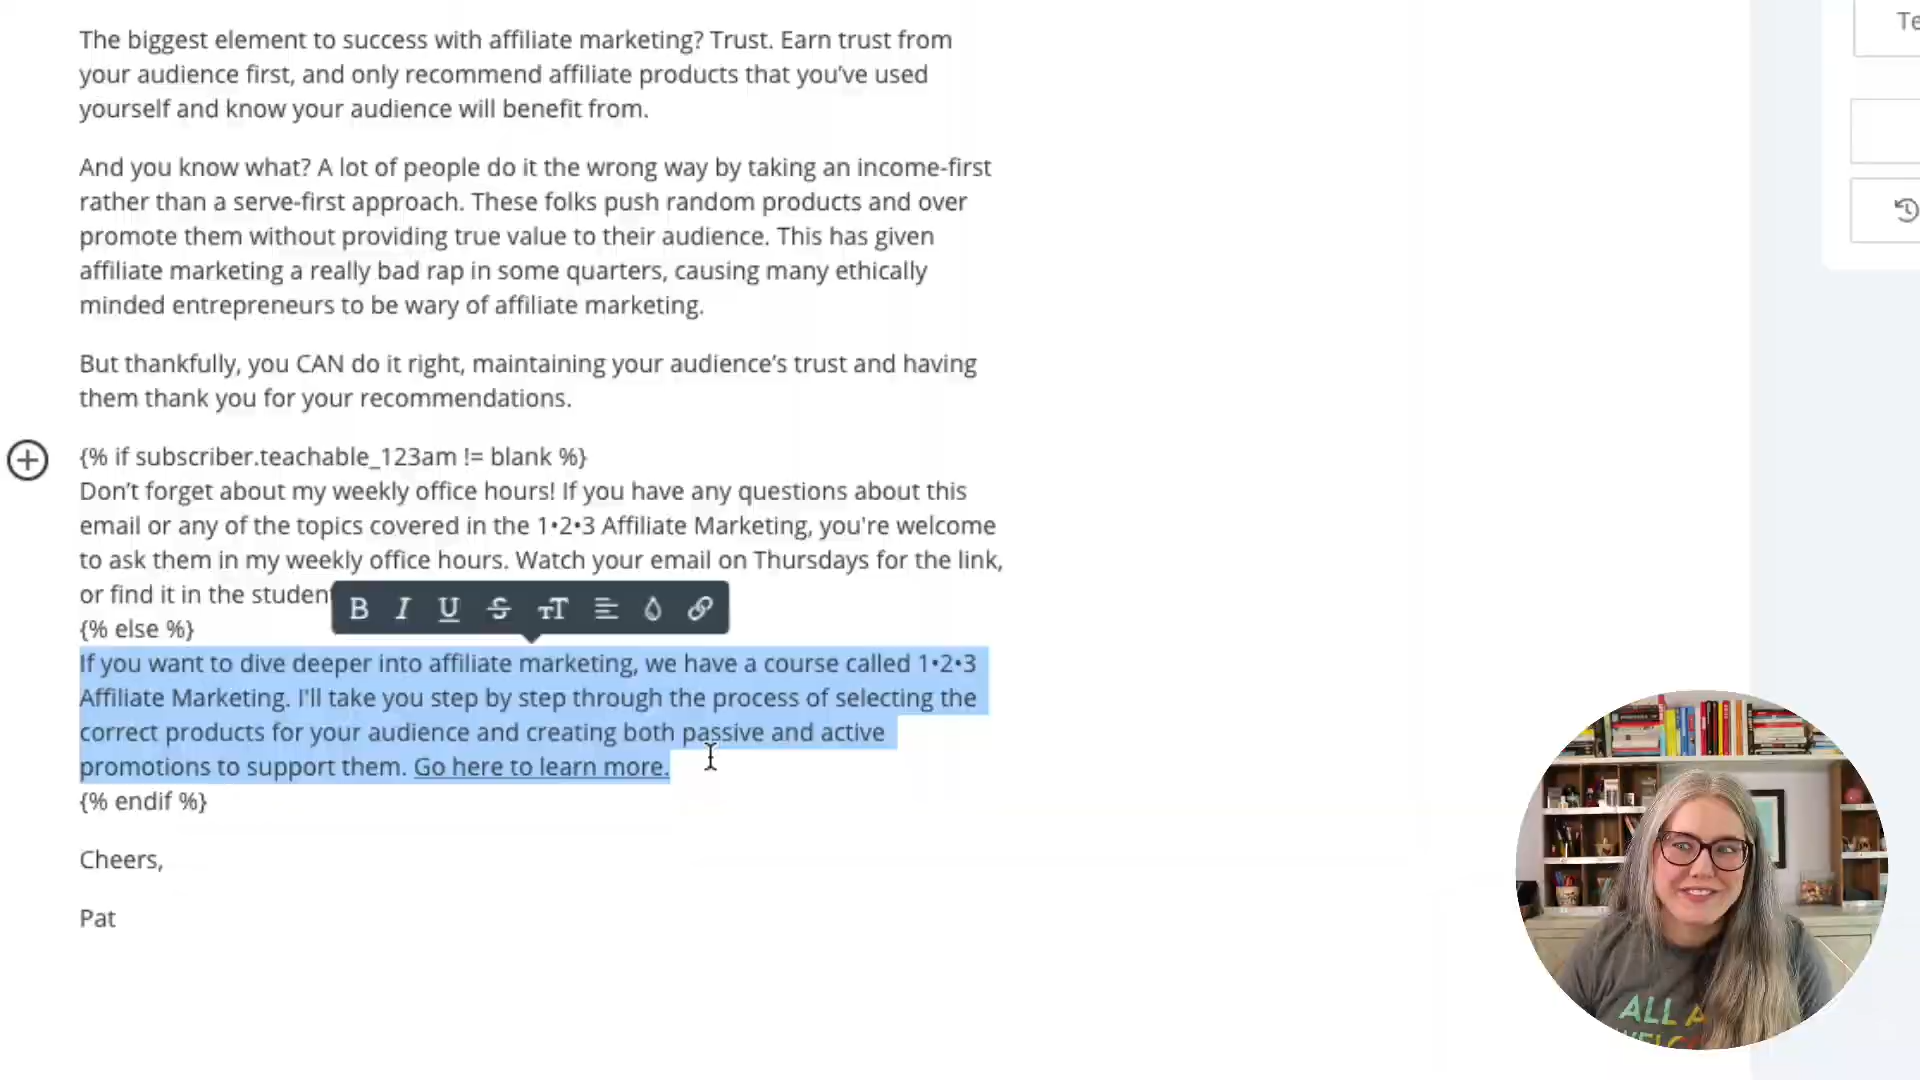 The biggest element to success with affiliate marketing? Trust. Earn trust from
your audience first, and only recommend affiliate products that you've used
yourself and know your audience will benefit from.
And you know what? A lot of people do it the wrong way by taking an income-first
rather than a serve-first approach. These folks push random products and over
promote them without providing true value to their audience. This has given
affiliate marketing a really bad rap in some quarters, causing many ethically
minded entrepreneurs to be wary of affiliate marketing.
But thankfully, you CAN do it right, maintaining your audience’s trust and having
them thank you for your recommendations.
{% if subscriber.teachable_123am != blank %}
Don’t forget about my weekly office hours! If you have any questions about this
email or any of the topics covered in the 1•2•3 Affiliate Marketing, you're welcome
to ask them in my weekly office hours. Watch your email on Thursdays for the link,
or find it in the student
{% else %}
If you want to dive deeper into affiliate marketing, we have a course called 1•2•3
Affiliate Marketing. I'll take you step by step through the process of selecting the
correct products for your audience and creating both passive and active
promotions to support them. Go here to learn more.
{% endif %}
Cheers,
Pat
Te
ALL A